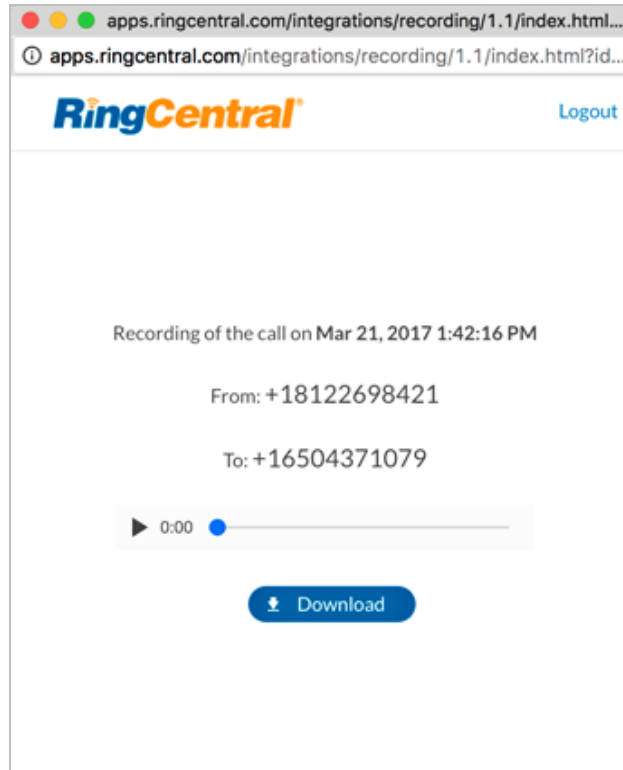 apps.ringcentral.com/integrations/recording/1.1/index.html...
apps.ringcentral.com/integrations/recording/1.1/index.html?id...
RingCentral®
Logout
Recording of the call on Mar 21, 2017 1:42:16 PM
From: +18122698421
To: +16504371079
0:00
Download